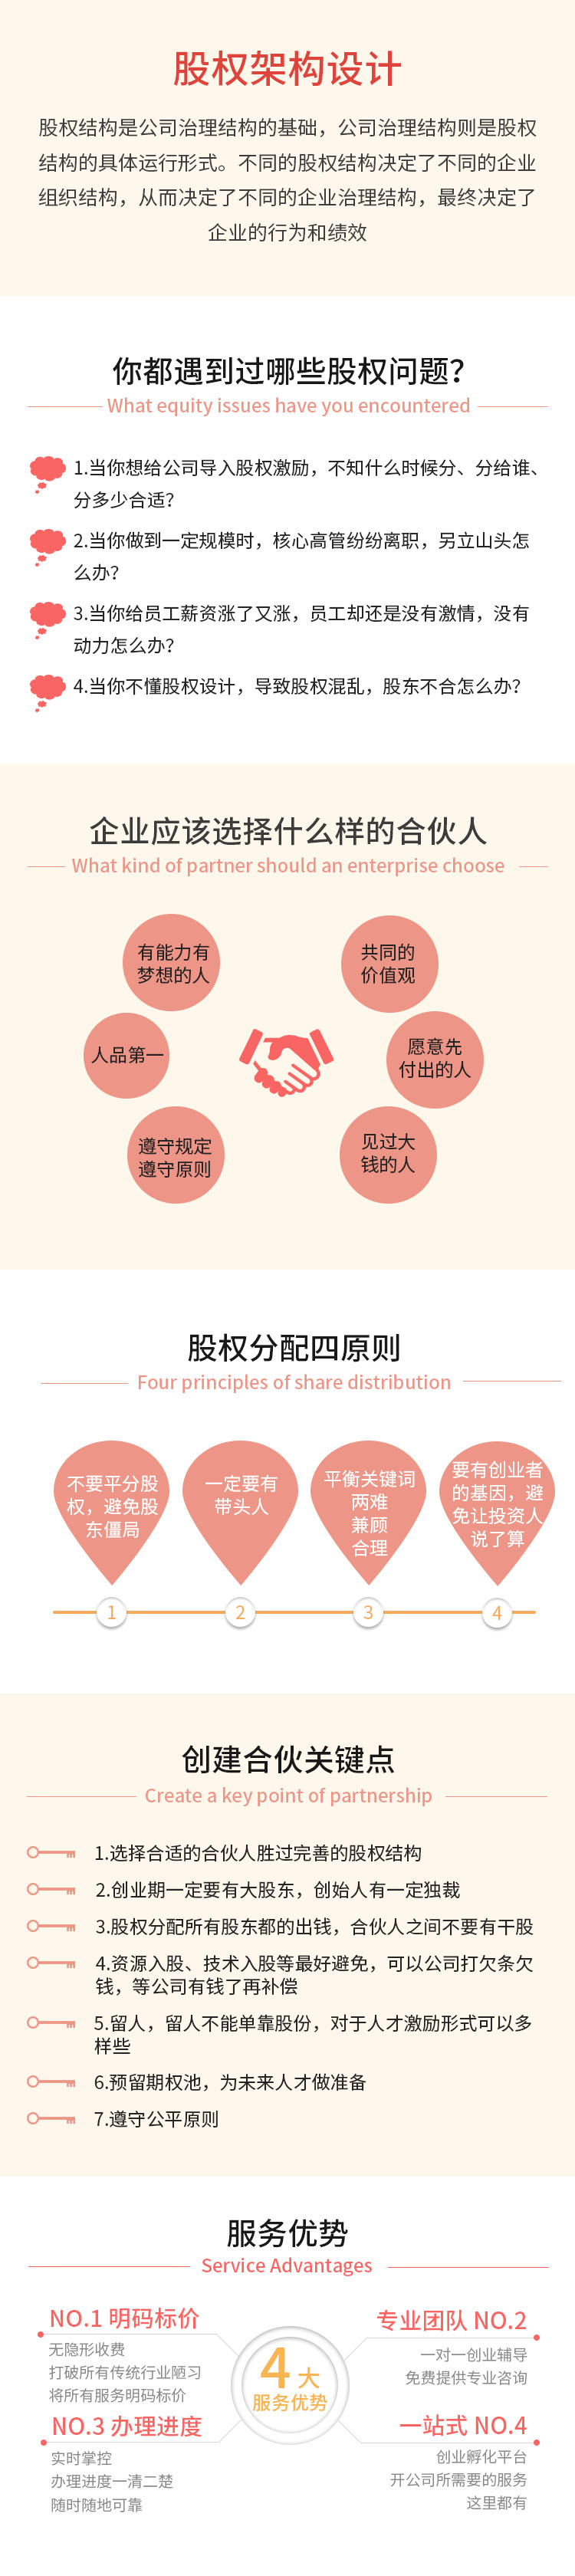 股权架构设计
股权结构是公司治理结构的基础，公司治理结构则是股权
结构的具体运行形式。不同的股权结构决定了不同的企业
组织结构，从而决定了不同的企业治理结构，最终决定了
企业的行为和绩效
你都遇到过哪些股权问题？
What equity issues have you encountered
1.当你想给公司导入股权激励，不知什么时候分、分给谁、
分多少合适？
2.当你做到一定规模时，核心高管纷纷离职，另立山头怎
么办？
3.当你给员工薪资涨了又涨，员工却还是没有激情，没有
动力怎么办？
4.当你不懂股权设计，导致股权混乱，股东不合怎么办？
企业应该选择什么样的合伙人
What kind of partner should an enterprise choose
有能力有
梦想的人
共同的
价值观
人品第一
愿意先
付出的人
遵守规定
遵守原则
见过大
钱的人
股权分配四原则
Four principles of share distribution
不要平分股
权，避免股
东僵局
一定要有
带头人
平衡关键词
两难
兼顾
合理
要有创业者
的基因，避
免让投资人
说了算
1
2
3
4
创建合伙关键点
Create a key point of partnership
1.选择合适的合伙人胜过完善的股权结构
2.创业期一定要有大股东，创始人有一定独裁
3.股权分配所有股东都的出钱，合伙人之间不要有干股
4.资源入股、技术入股等最好避免，可以公司打欠条欠
钱，等公司有钱了再补偿
5.留人，留人不能单靠股份，对于人才激励形式可以多
样些
6.预留期权池，为未来人才做准备
7.遵守公平原则
服务优势
Service Advantages
NO.1 明码标价
无隐形收费
打破所有传统行业陋习
将所有服务明码标价
专业团队 NO.2
一对一创业辅导
免费提供专业咨询
4 大
服务优势
NO.3 办理进度
实时掌控
办理进度一清二楚
随时随地可靠
一站式 NO.4
创业孵化平台
开公司所需要的服务
这里都有